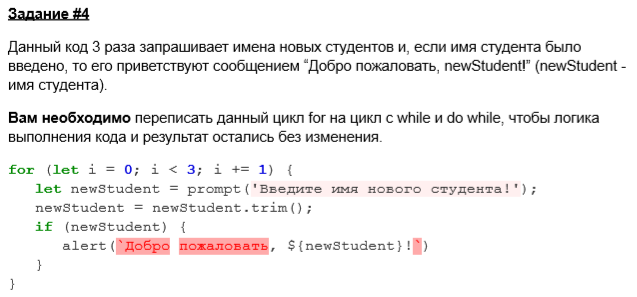 Задание #4
Данный код 3 раза запрашивает имена новых студентов и, если имя студента было
введено, то его приветствуют сообщением “Добро пожаловать, newStudent!” (newStudent -
имя студента).
Вам необходимо переписать данный цикл for на цикл с while и do while, чтобы логика
выполнения кода и результат остались без изменения.
for (let i = 0; i < 3; i += 1) {
    let newStudent = prompt('Введите имя нового студента!');
    newStudent = newStudent.trim();
    if (newStudent) {
        alert(`Добро пожаловать, ${newStudent}!`)
    }
}